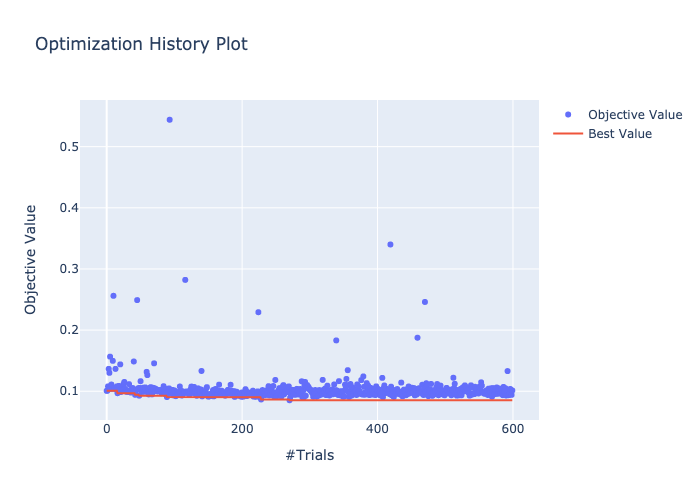 Optimization History Plot
Objective Value
Best Value
0.5
0.4
0.3
0.2
0.1
Objective Value
0
200
400
600
#Trials